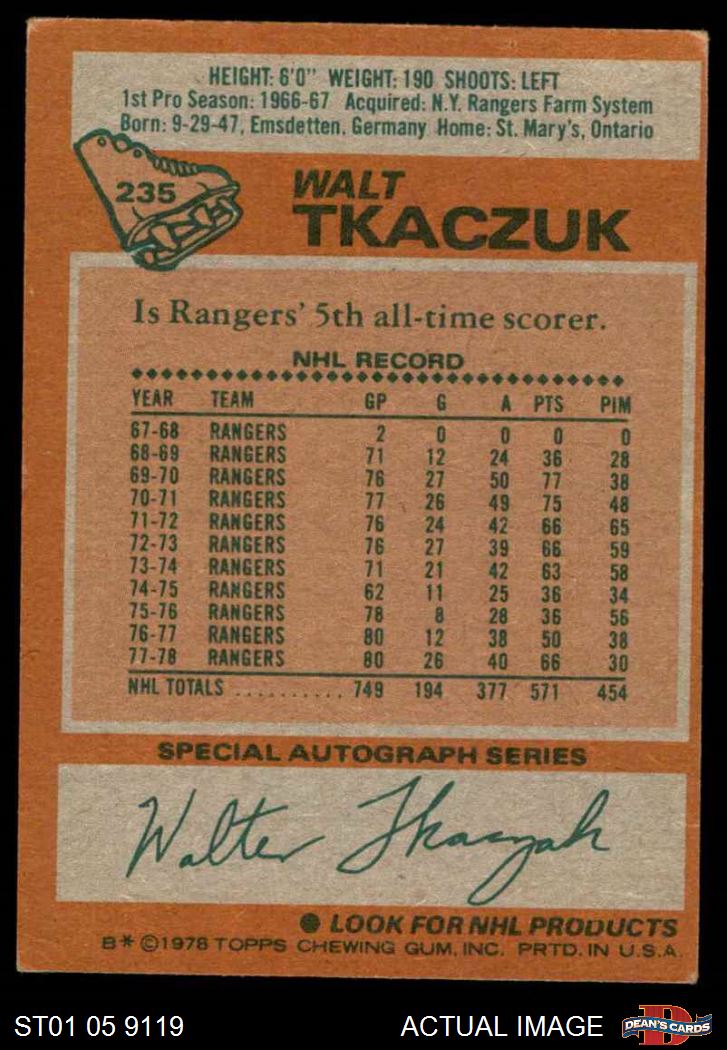 HEIGHT: 6'0" WEIGHT: 190 SHOOTS: LEFT
1st Pro Season: 1966-67 Acquired: N.Y. Rangers Farm System
Born: 9-29-47, Emsdetten, Germany Home: St. Mary's, Ontario
235
WALT
TKACZUK
Is Rangers' 5th all-time scorer.
NHL RECORD
YEAR TEAM GP G A PTS PIM
67-68 RANGERS 2 0 0 0 0
68-69 RANGERS 71 12 24 36 28
69-70 RANGERS 76 27 50 77 38
70-71 RANGERS 77 26 49 75 48
71-72 RANGERS 76 24 42 66 65
72-73 RANGERS 76 27 39 66 59
73-74 RANGERS 71 21 42 63 58
74-75 RANGERS 62 11 25 36 34
75-76 RANGERS 78 8 28 36 56
76-77 RANGERS 80 12 38 50 38
77-78 RANGERS 80 26 40 66 30
NHL TOTALS .......... 749 194 377 571 454
SPECIAL AUTOGRAPH SERIES
Walter Tkaczuk
● LOOK FOR NHL PRODUCTS
B* ©1978 TOPPS CHEWING GUM, INC. PRTD. IN U.S.A.
ST01 05 9119 ACTUAL IMAGE D DEAN'S CARDS